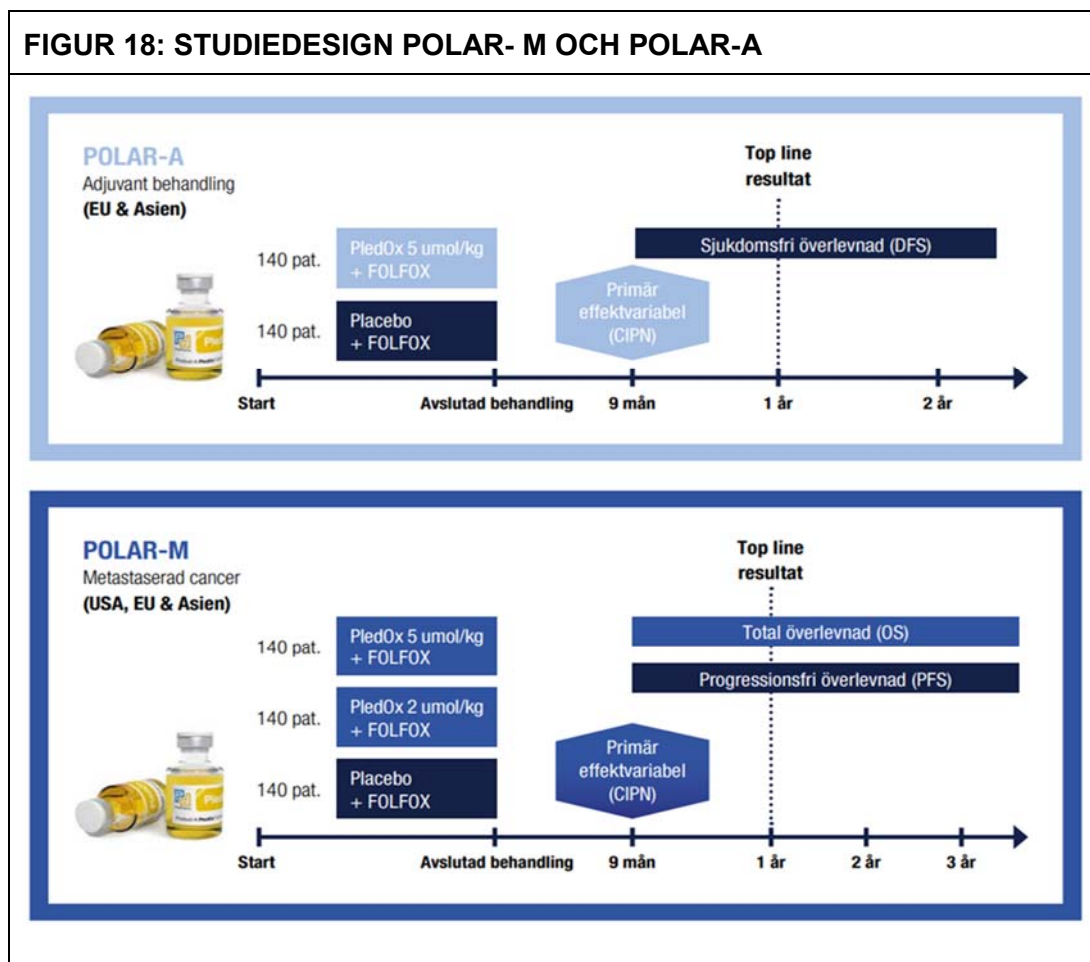 FIGUR 18: STUDIEDESIGN POLAR- M OCH POLAR-A
POLAR-A
Adjuvant behandling
(EU & Asien)
Top line
resultat
140 pat.
PledOx 5 umol/kg
+ FOLFOX
Sjukdomsfri överlevnad (DFS)
140 pat.
Placebo
+ FOLFOX
Primär
effektvariabel
(CIPN)
Start
Avslutad behandling
9 mån
1 år
2 år
POLAR-M
Metastaserad cancer
(USA, EU & Asien)
Top line
resultat
140 pat.
PledOx 5 umol/kg
+ FOLFOX
Total överlevnad (OS)
Progressionsfri överlevnad (PFS)
140 pat.
PledOx 2 umol/kg
+ FOLFOX
140 pat.
Placebo
+ FOLFOX
Primär
effektvariabel
(CIPN)
Start
Avslutad behandling
9 mån
1 år
2 år
3 år